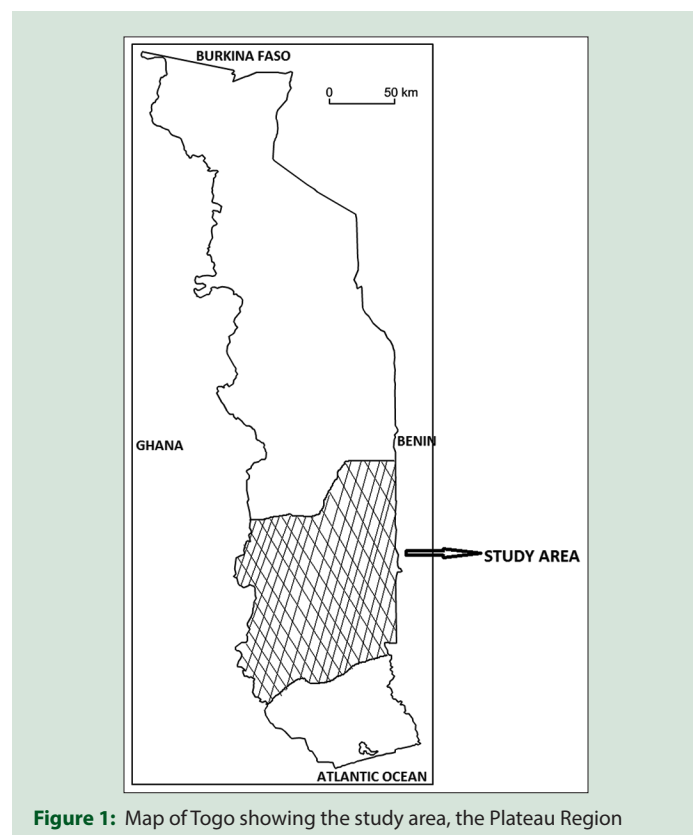 BURKINA FASO
0 50 km
GHANA
BENIN
STUDY AREA
ATLANTIC OCEAN
Figure 1: Map of Togo showing the study area, the Plateau Region